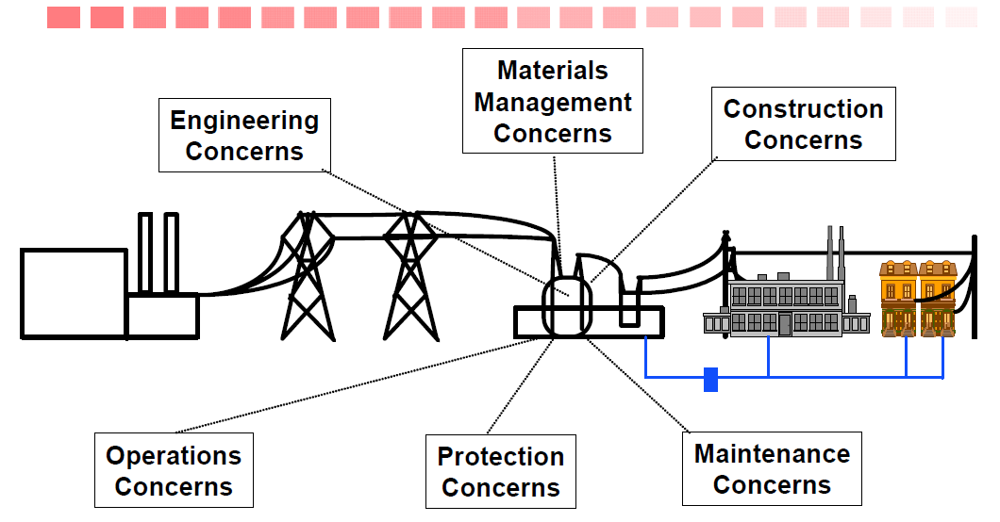 Materials
Management
Concerns
Engineering
Concerns
Construction
Concerns
Operations
Concerns
Protection
Concerns
Maintenance
Concerns